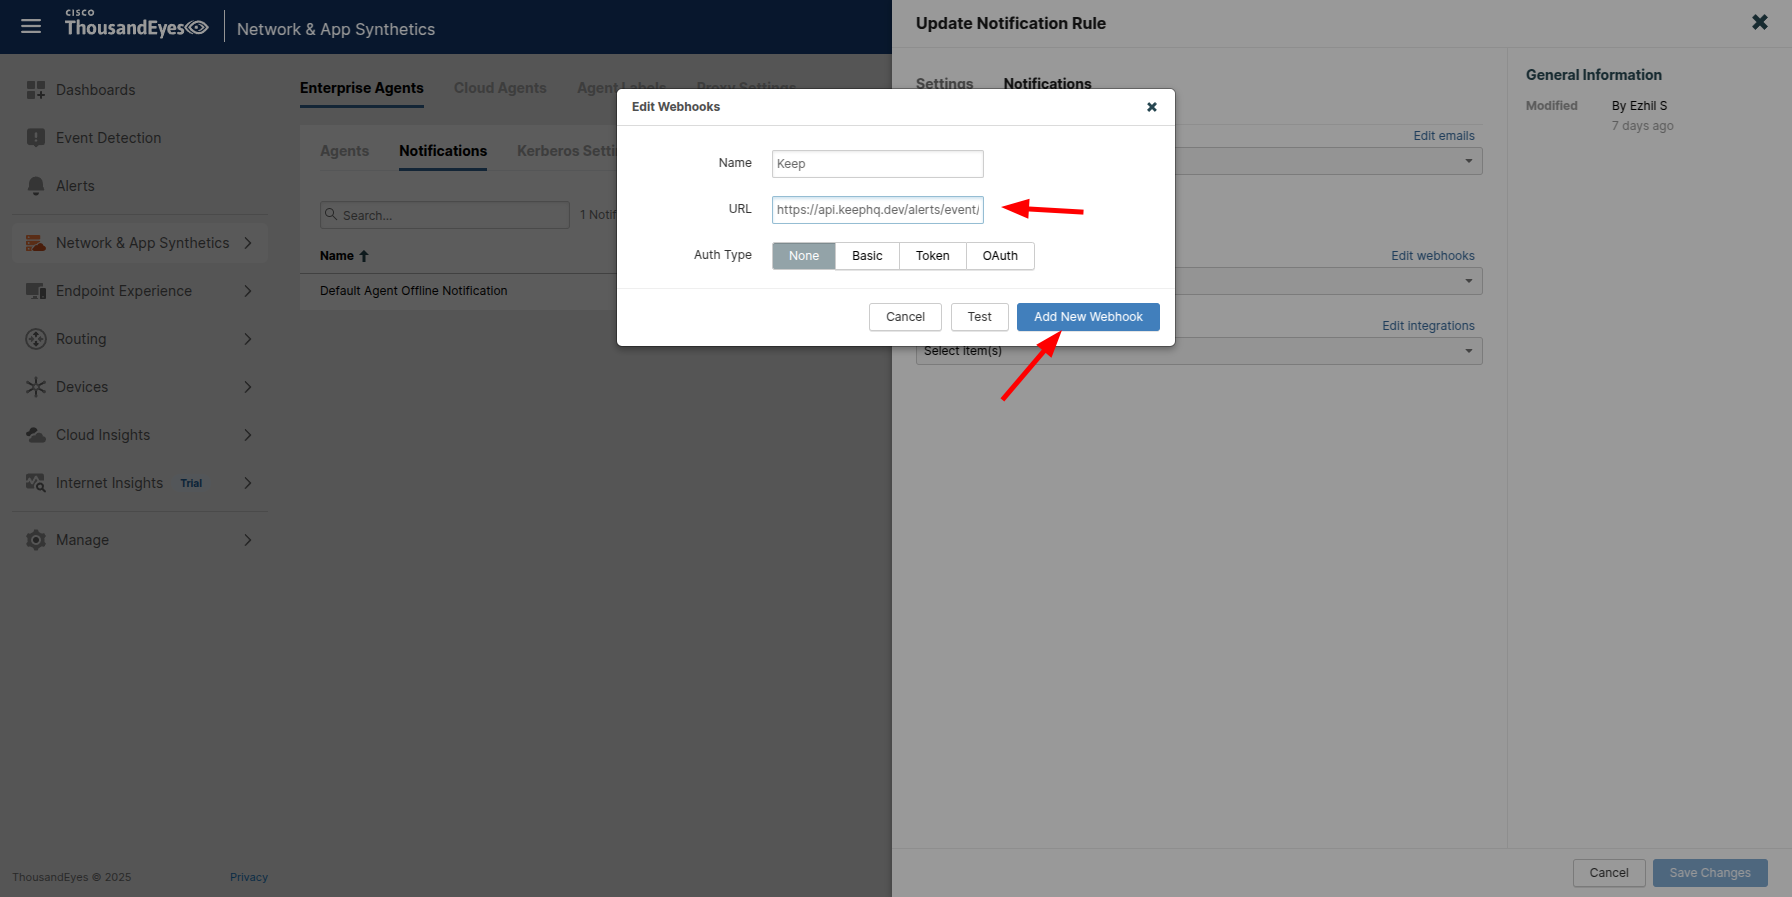 CISCO
ThousandEyes
Network & App Synthetics
Dashboards
Event Detection
Alerts
Network & App Synthetics
Endpoint Experience
Routing
Devices
Cloud Insights
Internet Insights Trial
Manage
ThousandEyes © 2025 Privacy
Enterprise Agents Cloud Agents Agent Labels Proxy Settings
Agents Notifications Kerberos Setti
Search... 1 Notif
Name
Default Agent Offline Notification
Edit Webhooks
Name Keep
URL https://api.keephq.dev/alerts/event/
Auth Type None Basic Token OAuth
Cancel Test Add New Webhook
Update Notification Rule
Settings Notifications
Edit emails
Edit webhooks
Edit integrations
Select item(s)
General Information
Modified By Ezhil S
7 days ago
Cancel Save Changes